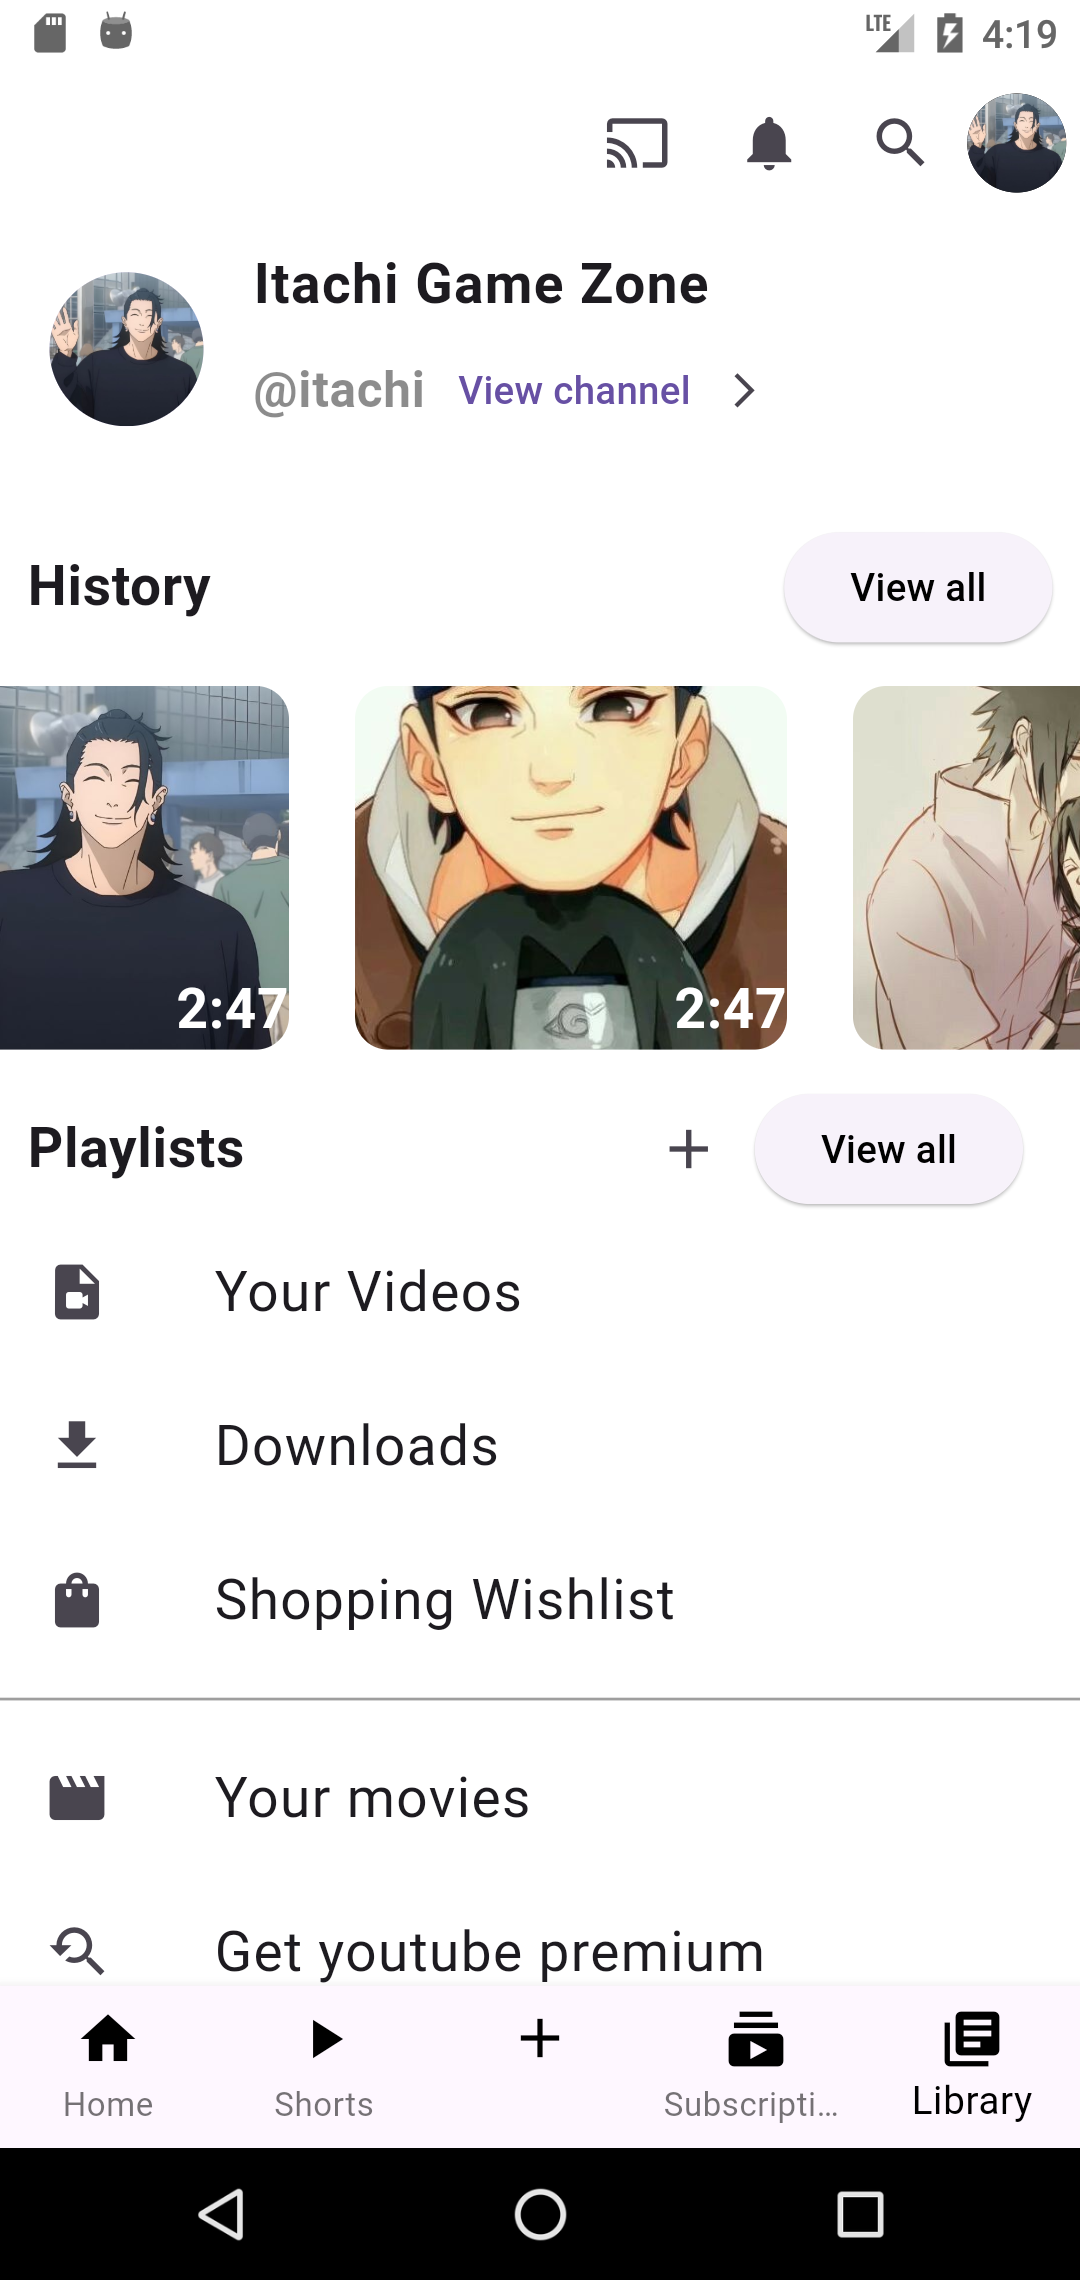 LTE 4:19
Itachi Game Zone
@itachi View channel
History View all
2:47 2:47
Playlists View all
Your Videos
Downloads
Shopping Wishlist
Your movies
Get youtube premium
Home Shorts Subscripti... Library